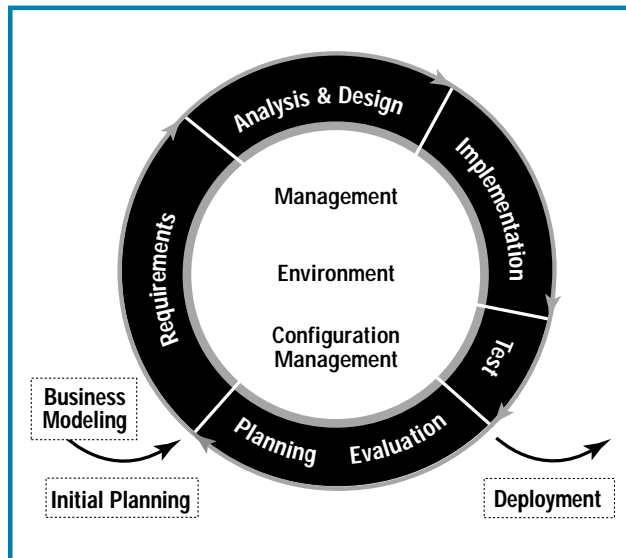 Analysis & Design
Implementation
Test
Evaluation
Planning
Requirements
Management
Environment
Configuration
Management
Business
Modeling
Initial Planning
Deployment